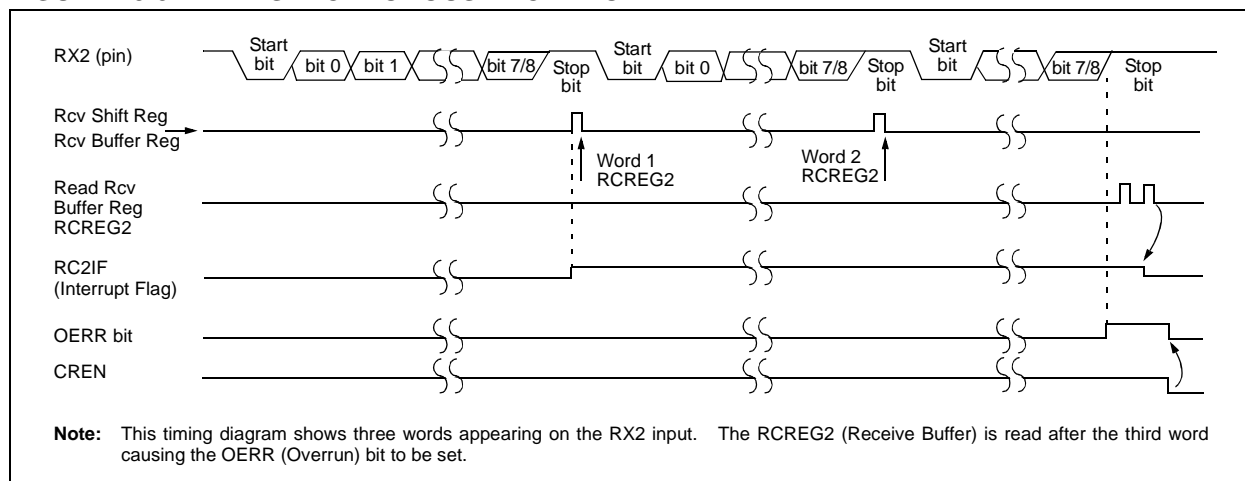 RX2 (pin)
Start bit
bit 0
bit 1
bit 7/8
Stop bit
Start bit
bit 0
bit 7/8
Stop bit
Start bit
bit 7/8
Stop bit
Rcv Shift Reg
Rcv Buffer Reg
Word 1
RCREG2
Word 2
RCREG2
Read Rcv
Buffer Reg
RCREG2
RC2IF
(Interrupt Flag)
OERR bit
CREN
Note: This timing diagram shows three words appearing on the RX2 input. The RCREG2 (Receive Buffer) is read after the third word
causing the OERR (Overrun) bit to be set.